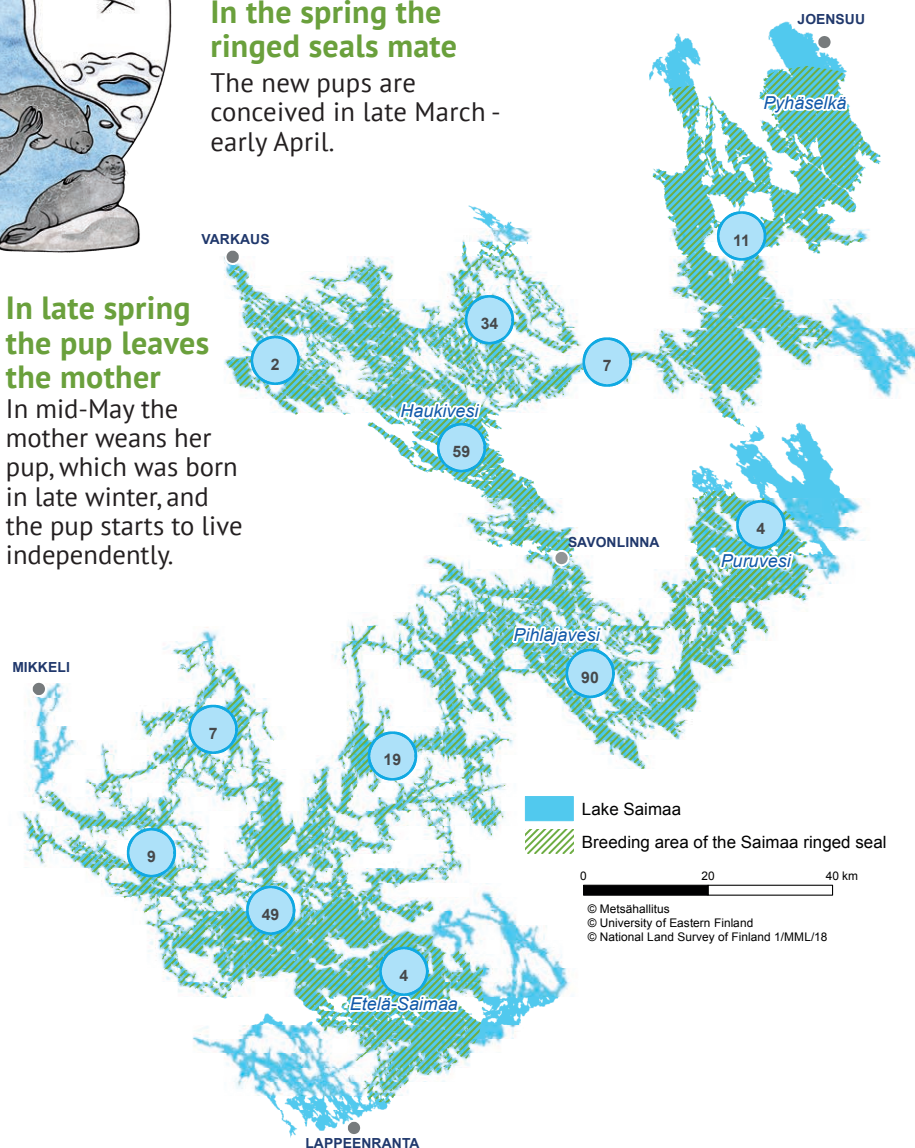 In the spring the
ringed seals mate
The new pups are
conceived in late March -
early April.
In late spring
the pup leaves
the mother
In mid-May the
mother weans her
pup, which was born
in late winter, and
the pup starts to live
independently.
JOENSUU
Pyhäselkä
11
VARKAUS
34
2
7
Haukivesi
59
4
Puruvesi
SAVONLINNA
Pihlajavesi
90
MIKKELI
7
19
9
49
4
Etelä-Saimaa
LAPPEENRANTA
Lake Saimaa
Breeding area of the Saimaa ringed seal
0 20 40 km
© Metsähallitus
© University of Eastern Finland
© National Land Survey of Finland 1/MML/18